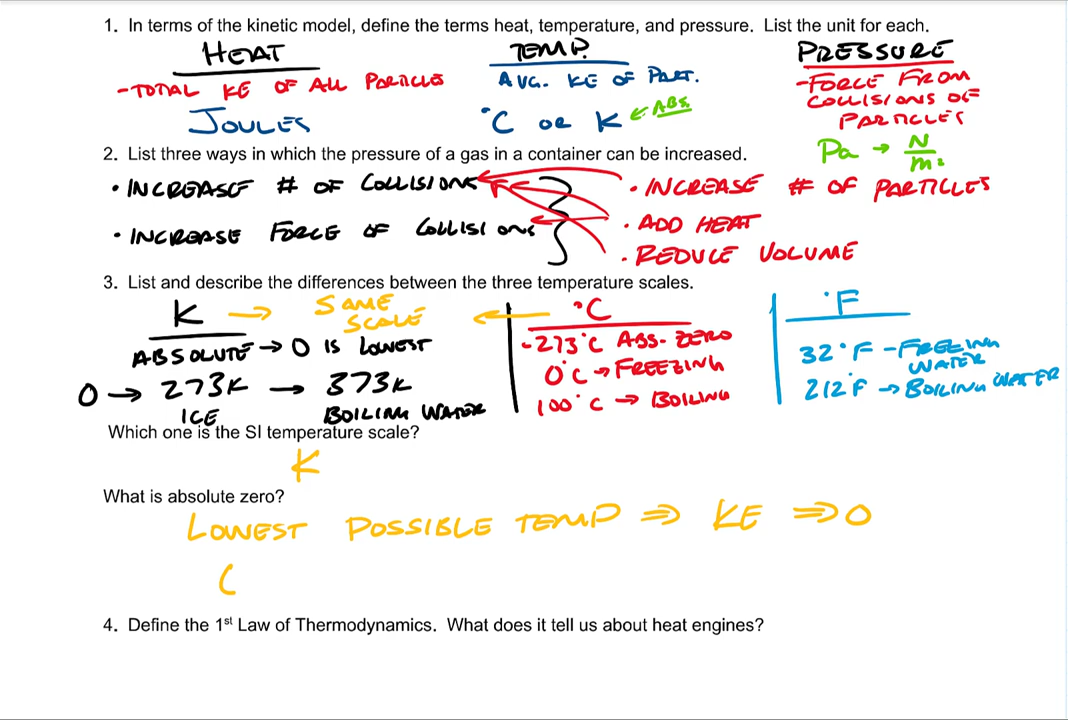 1. In terms of the kinetic model, define the terms heat, temperature, and pressure. List the unit for each.
HEAT TEMP. PRESSURE
-TOTAL KE OF ALL PARTICLES AVG. KE OF PART. -FORCE FROM
COLLISIONS OF
PARTICLES
JOULES °C OR K ← ABS.
Pa → N/m²
2. List three ways in which the pressure of a gas in a container can be increased.
• INCREASE # OF COLLISIONS • INCREASE # OF PARTICLES
• INCREASE FORCE OF COLLISIONS • ADD HEAT
• REDUCE VOLUME
3. List and describe the differences between the three temperature scales.
K → SAME SCALE ← °C °F
ABSOLUTE → 0 IS LOWEST -273°C ABS. ZERO 32°F - FREEZING WATER
0 → 273K → 373K 0°C → FREEZING 212°F → BOILING WATER
ICE BOILING WATER 100°C → BOILING
Which one is the SI temperature scale?
K
What is absolute zero?
LOWEST POSSIBLE TEMP ⇒ KE ⇒ 0
(
4. Define the 1st Law of Thermodynamics. What does it tell us about heat engines?